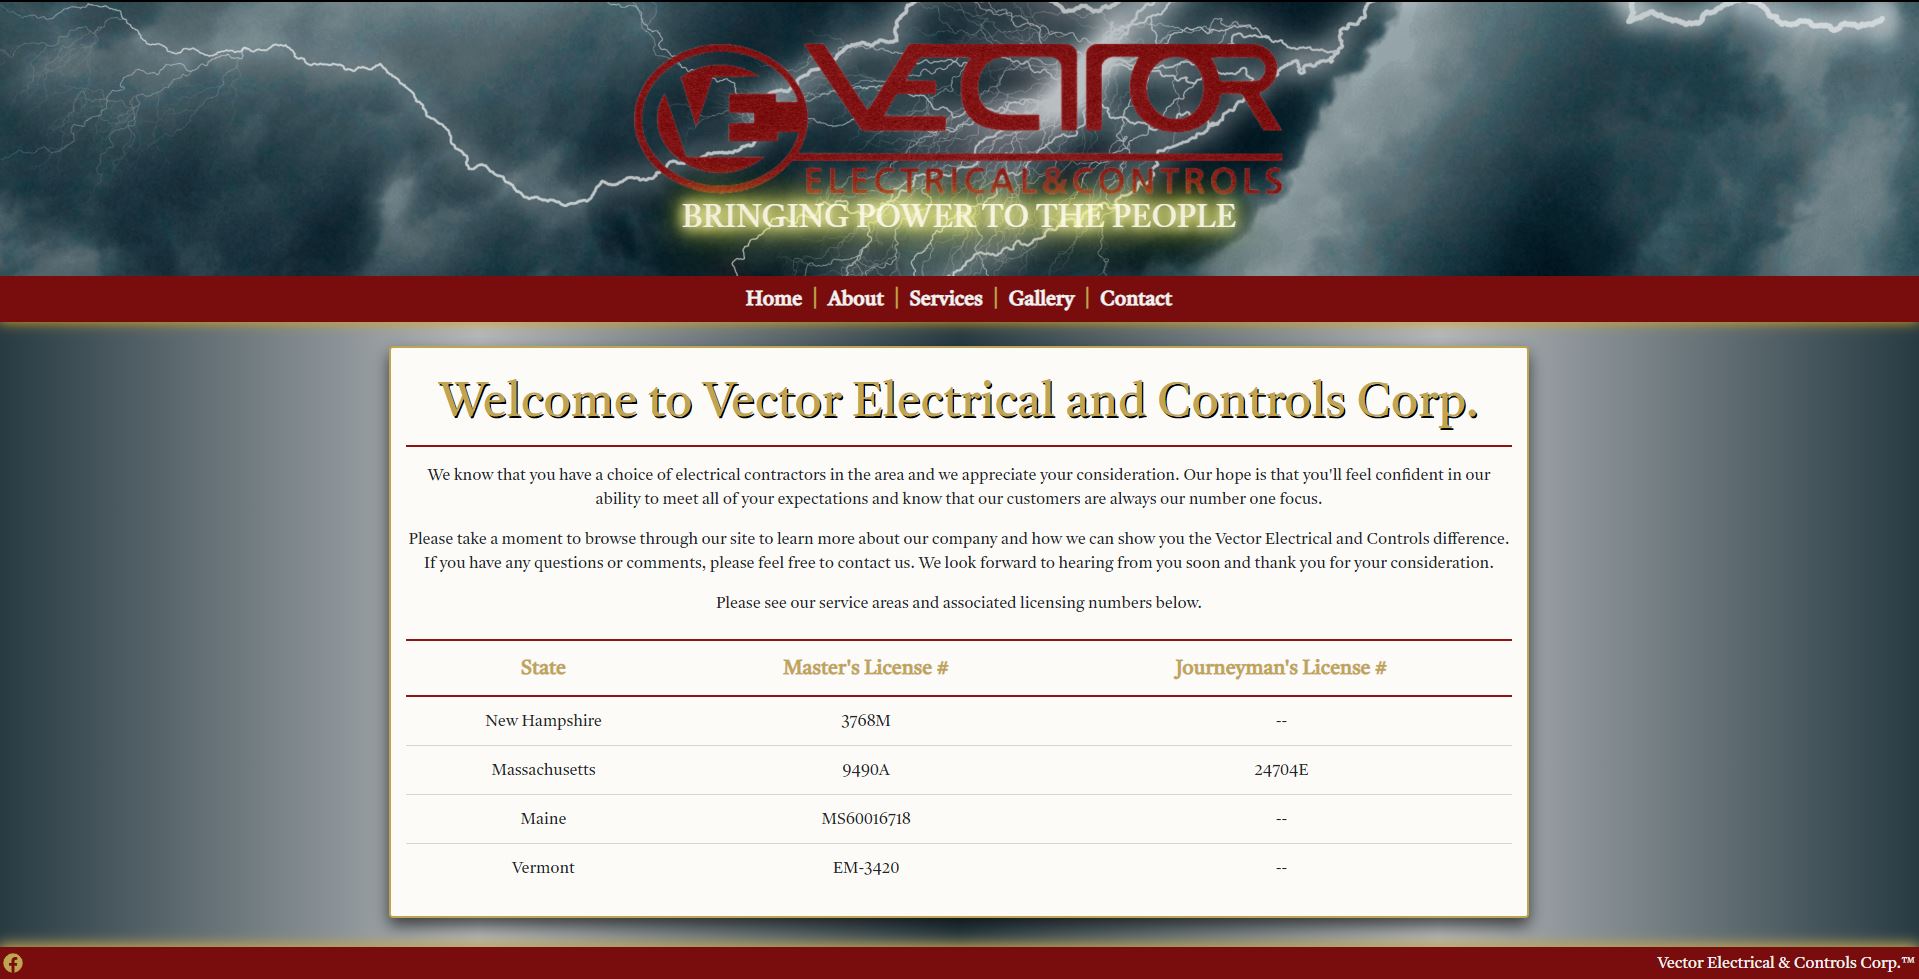 VE VECTOR
ELECTRICAL&CONTROLS
BRINGING POWER TO THE PEOPLE
Home | About | Services | Gallery | Contact
Welcome to Vector Electrical and Controls Corp.
We know that you have a choice of electrical contractors in the area and we appreciate your consideration. Our hope is that you'll feel confident in our
ability to meet all of your expectations and know that our customers are always our number one focus.
Please take a moment to browse through our site to learn more about our company and how we can show you the Vector Electrical and Controls difference.
If you have any questions or comments, please feel free to contact us. We look forward to hearing from you soon and thank you for your consideration.
Please see our service areas and associated licensing numbers below.
State Master's License # Journeyman's License #
New Hampshire 3768M --
Massachusetts 9490A 24704E
Maine MS60016718 --
Vermont EM-3420 --
Vector Electrical & Controls Corp.™